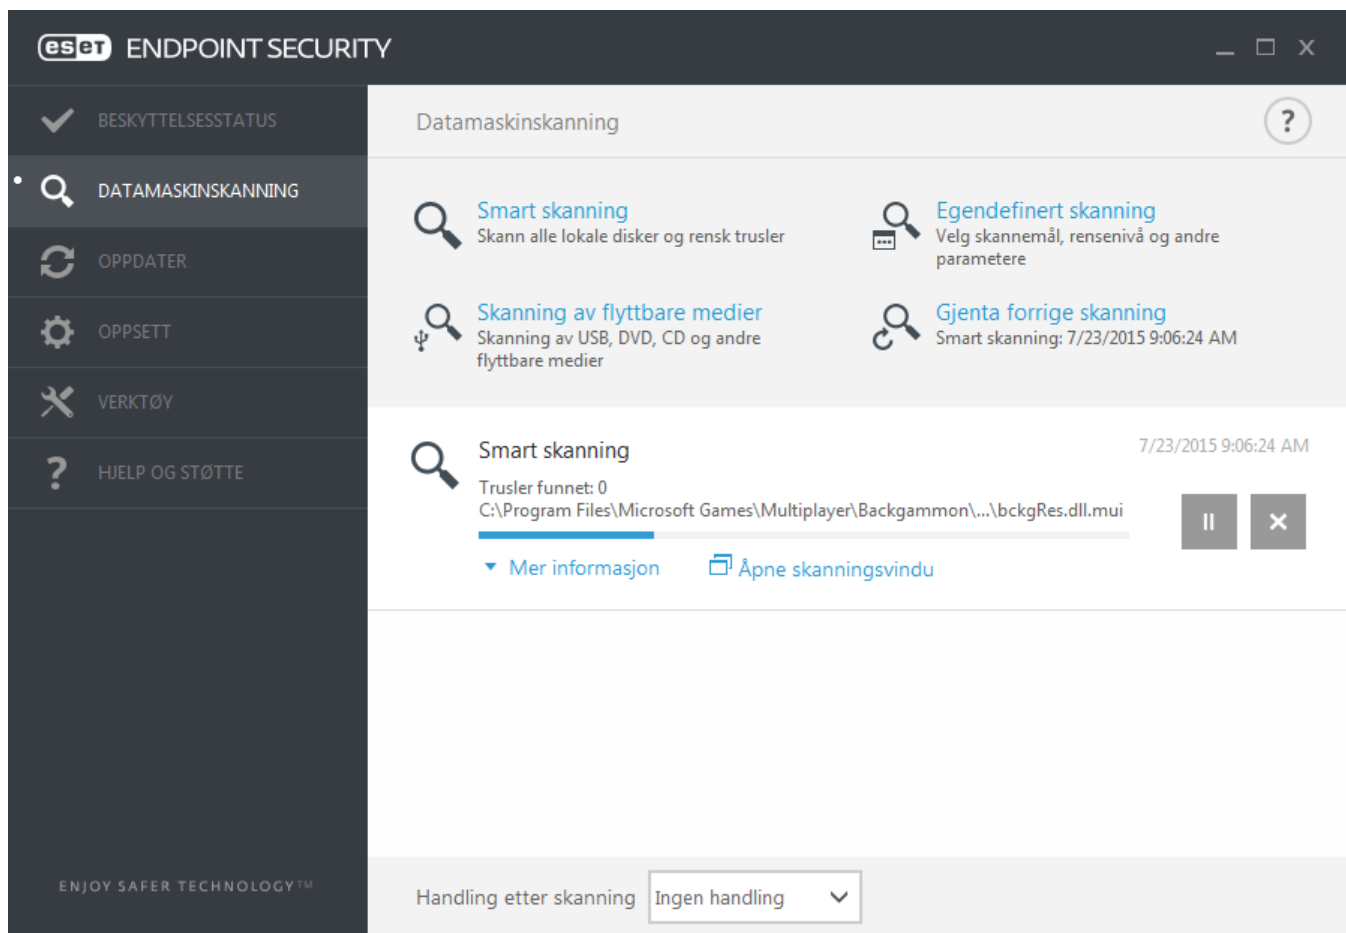 eset ENDPOINT SECURITY
BESKYTTELSESSTATUS
DATAMASKINSKANNING
OPPDATER
OPPSETT
VERKTØY
HJELP OG STØTTE
ENJOY SAFER TECHNOLOGY™
Datamaskinskanning
?
Smart skanning
Skann alle lokale disker og rensk trusler
Egendefinert skanning
Velg skannemål, rensenivå og andre
parametere
Skanning av flyttbare medier
Skanning av USB, DVD, CD og andre
flyttbare medier
Gjenta forrige skanning
Smart skanning: 7/23/2015 9:06:24 AM
Smart skanning
7/23/2015 9:06:24 AM
Trusler funnet: 0
C:\Program Files\Microsoft Games\Multiplayer\Backgammon\...\bckgRes.dll.mui
Mer informasjon
Åpne skanningsvindu
Handling etter skanning
Ingen handling